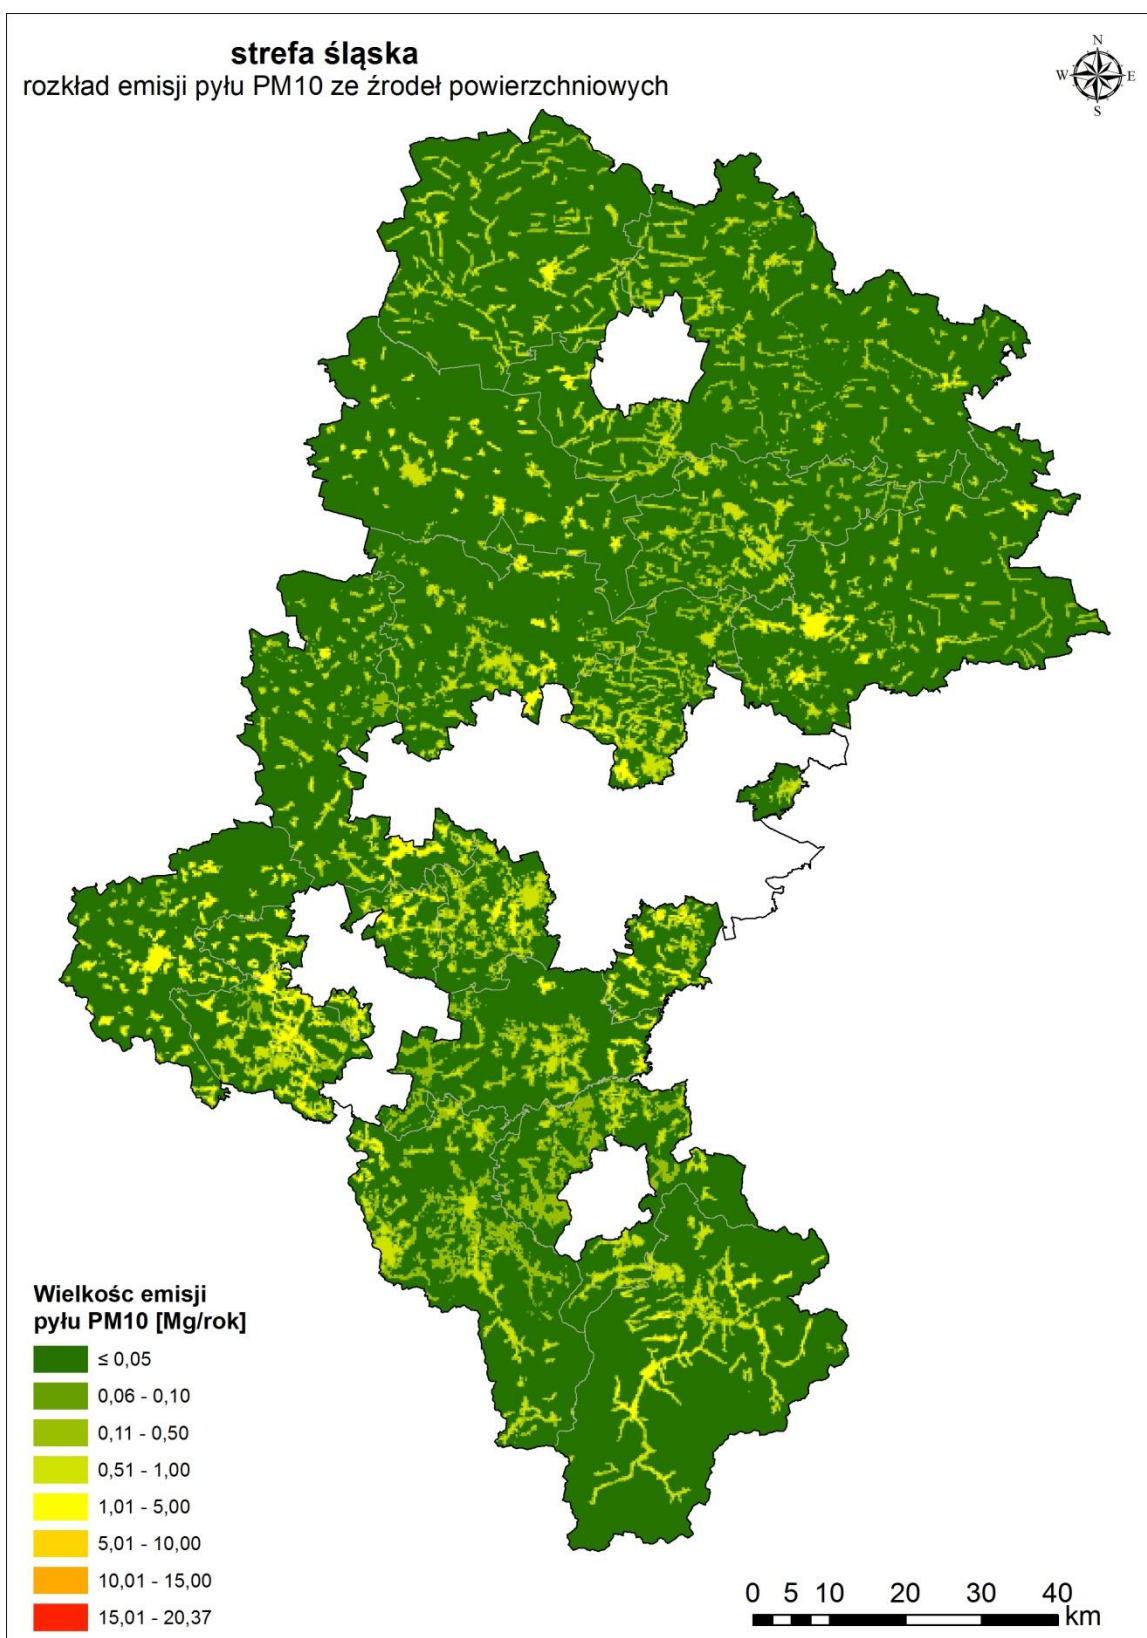 strefa śląska
rozkład emisji pyłu PM10 ze źrodeł powierzchniowych
N
W E
S
Wielkośc emisji
pyłu PM10 [Mg/rok]
≤ 0,05
0,06 - 0,10
0,11 - 0,50
0,51 - 1,00
1,01 - 5,00
5,01 - 10,00
10,01 - 15,00
15,01 - 20,37
0 5 10 20 30 40
km